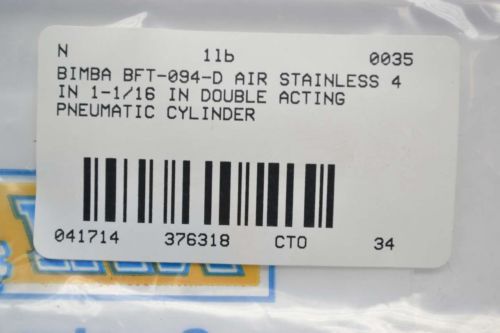 N 11b 0035
BIMBA BFT-094-D AIR STAINLESS 4
IN 1-1/16 IN DOUBLE ACTING
PNEUMATIC CYLINDER
041714 376318 CTO 34